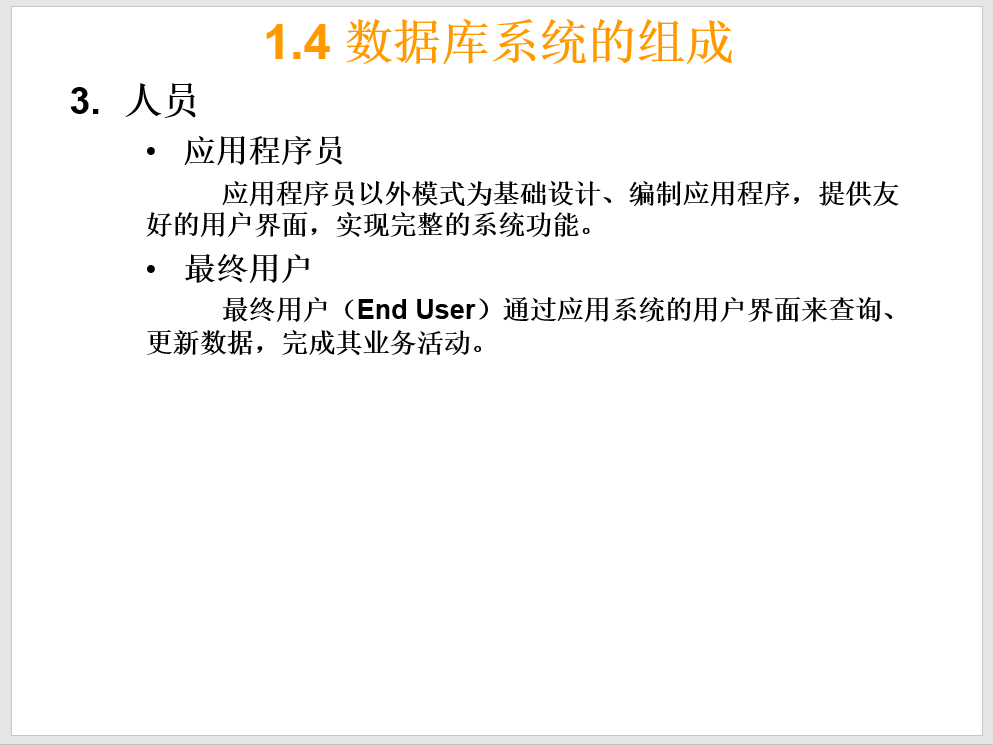 1.4 数据库系统的组成
3. 人员
• 应用程序员
应用程序员以外模式为基础设计、编制应用程序，提供友
好的用户界面，实现完整的系统功能。
• 最终用户
最终用户（End User）通过应用系统的用户界面来查询、
更新数据，完成其业务活动。